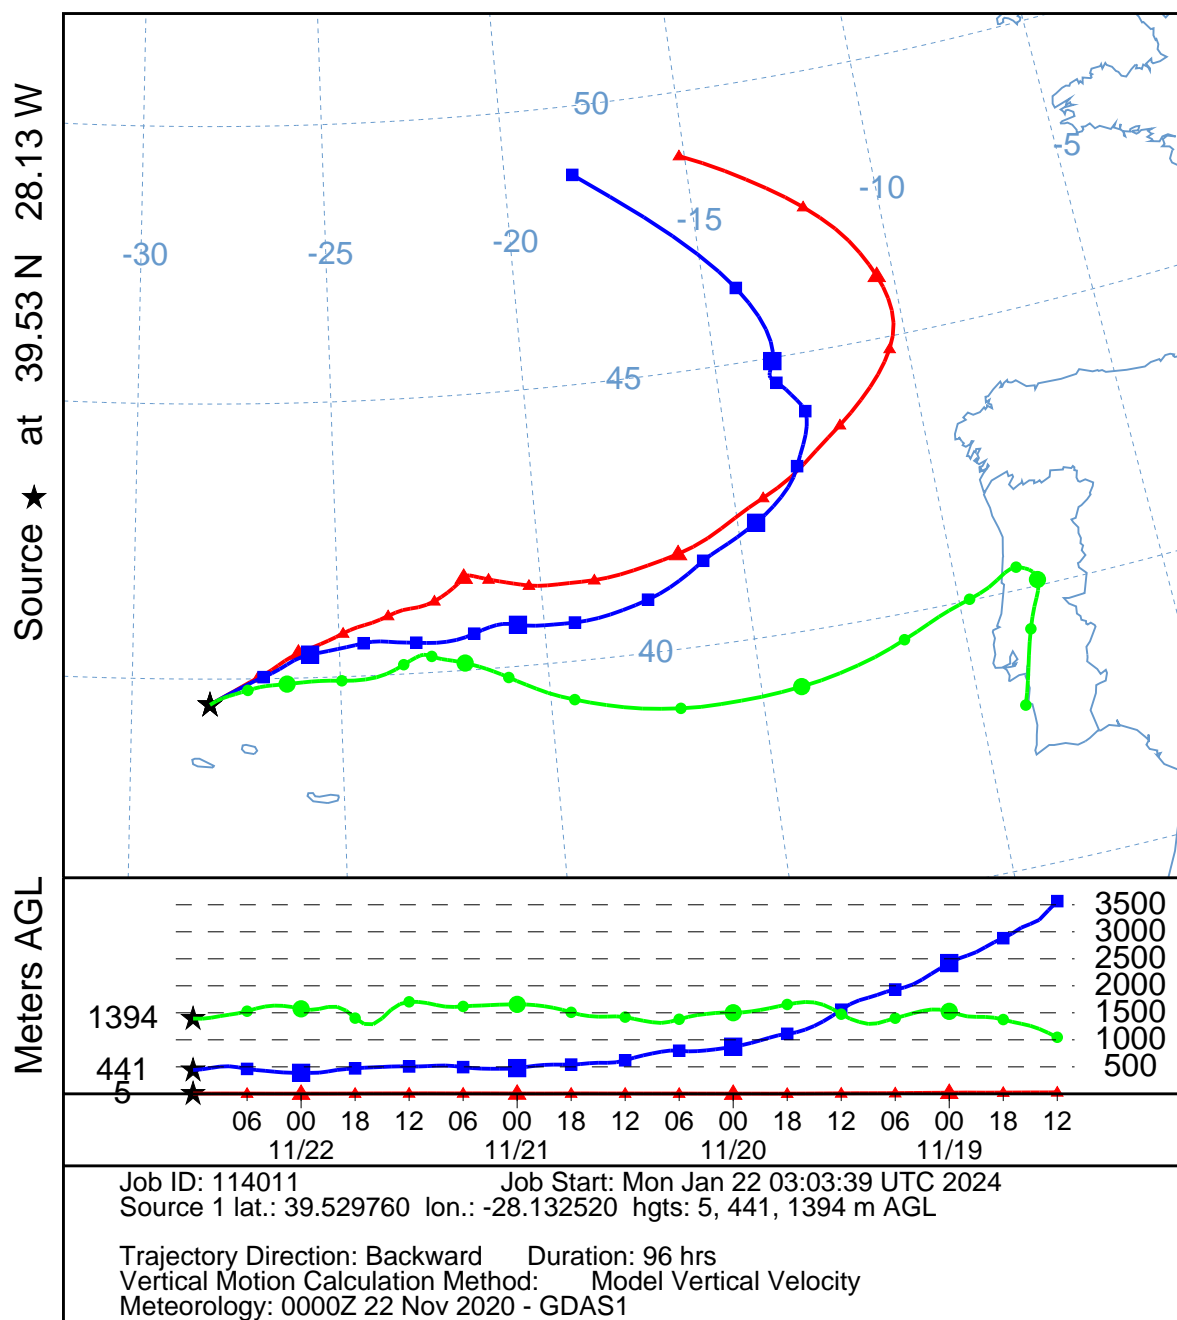 Source ★ at 39.53 N 28.13 W
50
-5
-10
-15
-20
-25
-30
45
40
Meters AGL
3500
3000
2500
2000
1500
1000
500
1394
441
5
06 00 18 12 06 00 18 12 06 00 18 12 06 00 18 12
11/22 11/21 11/20 11/19
Job ID: 114011 Job Start: Mon Jan 22 03:03:39 UTC 2024
Source 1 lat.: 39.529760 lon.: -28.132520 hgts: 5, 441, 1394 m AGL
Trajectory Direction: Backward Duration: 96 hrs
Vertical Motion Calculation Method: Model Vertical Velocity
Meteorology: 0000Z 22 Nov 2020 - GDAS1